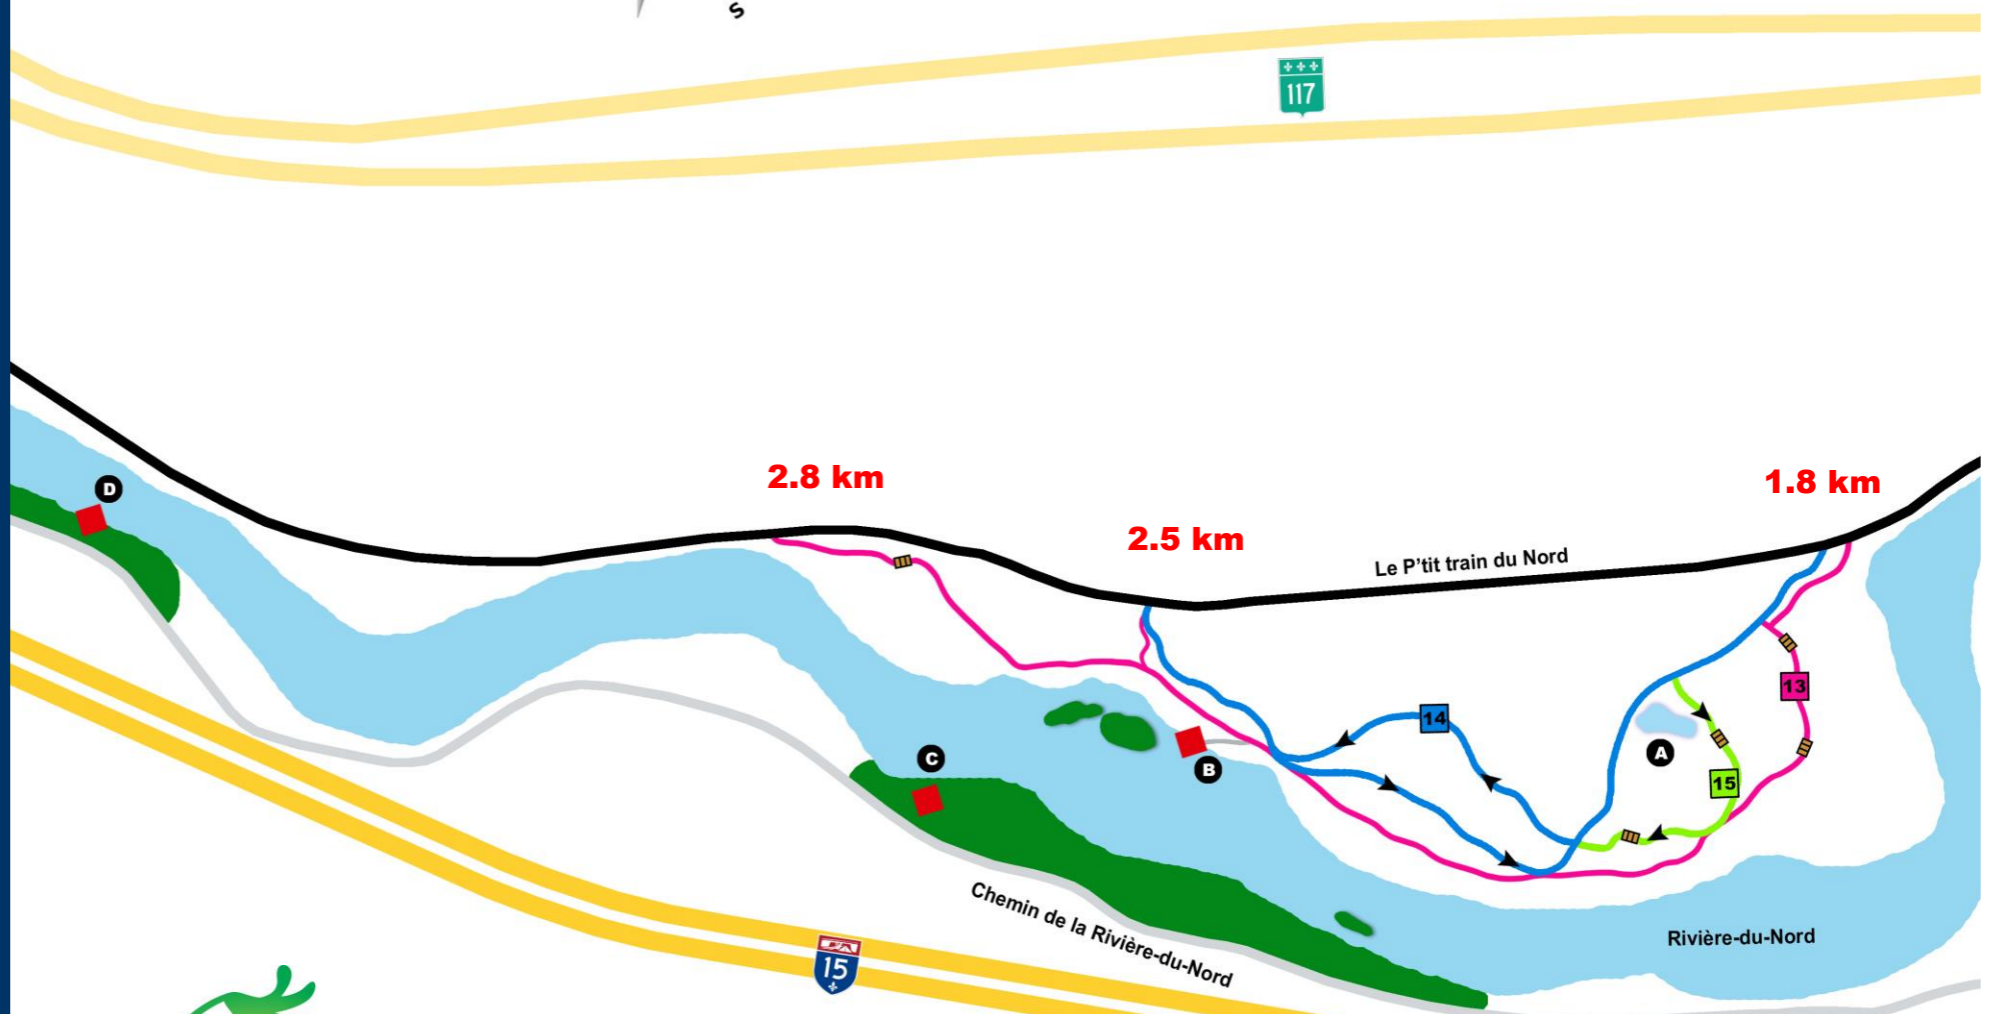 S
117
D
2.8 km
1.8 km
2.5 km
Le P'tit train du Nord
13
14
A
C
B
15
Chemin de la Rivière-du-Nord
Rivière-du-Nord
15